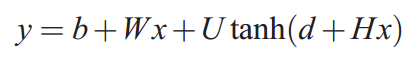 y = b + Wx + U tanh(d + Hx)